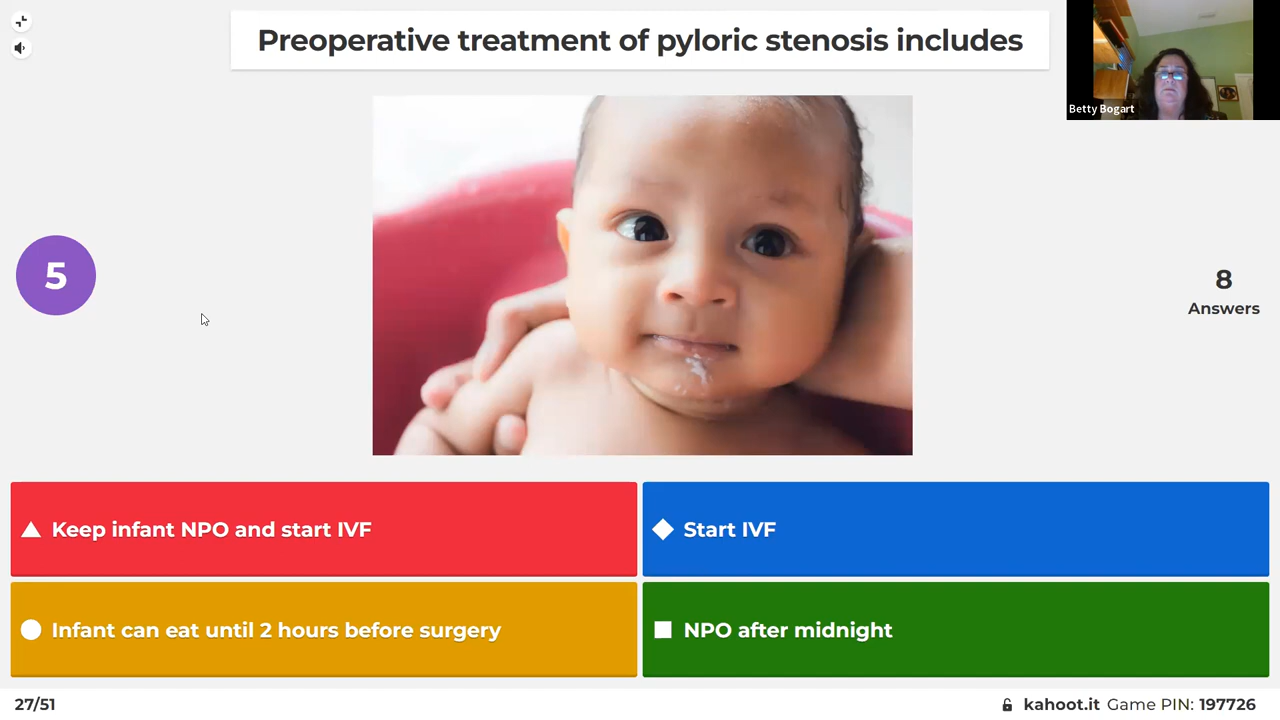 Preoperative treatment of pyloric stenosis includes
Betty Bogart
5
8
Answers
Keep infant NPO and start IVF
Start IVF
Infant can eat until 2 hours before surgery
NPO after midnight
27/51
kahoot.it Game PIN: 197726